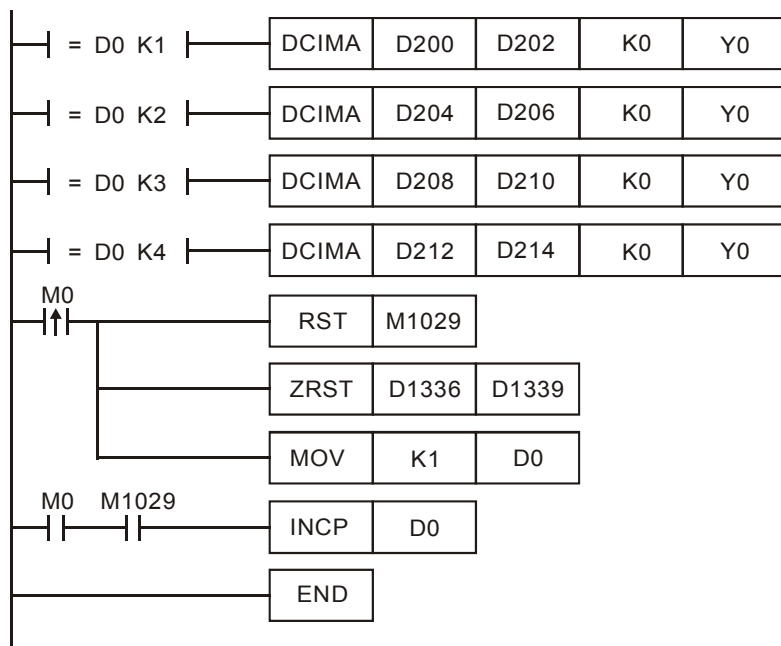 = D0 K1 DCIMA D200 D202 K0 Y0
= D0 K2 DCIMA D204 D206 K0 Y0
= D0 K3 DCIMA D208 D210 K0 Y0
= D0 K4 DCIMA D212 D214 K0 Y0
M0
RST M1029
ZRST D1336 D1339
MOV K1 D0
M0 M1029
INCP D0
END